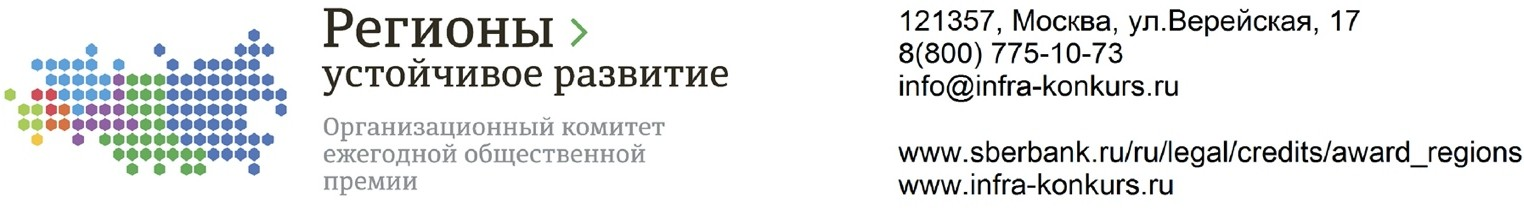 Регионы >
устойчивое развитие
Организационный комитет
ежегодной общественной
премии
121357, Москва, ул.Верейская, 17
8(800) 775-10-73
info@infra-konkurs.ru
www.sberbank.ru/ru/legal/credits/award_regions
www.infra-konkurs.ru